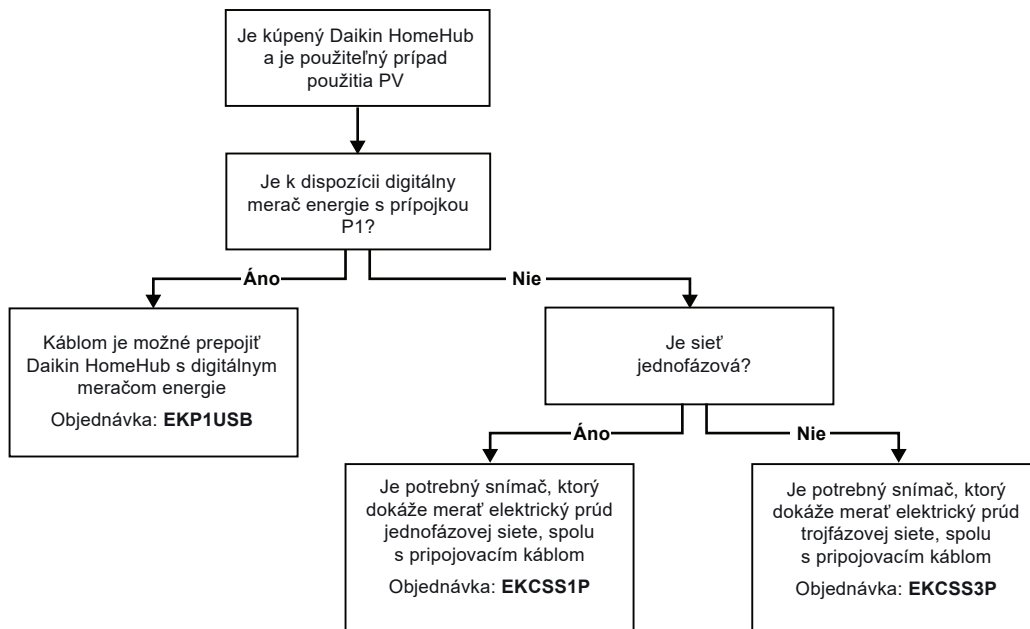 Je kúpený Daikin HomeHub
a je použiteľný prípad
použitia PV
Je k dispozícii digitálny
merač energie s prípojkou
P1?
Áno
Nie
Káblom je možné prepojiť
Daikin HomeHub s digitálnym
meračom energie
Objednávka: EKP1USB
Je sieť
jednofázová?
Áno
Nie
Je potrebný snímač, ktorý
dokáže merať elektrický prúd
jednofázovej siete, spolu
s pripojovacím káblom
Objednávka: EKCSS1P
Je potrebný snímač, ktorý
dokáže merať elektrický prúd
trojfázovej siete, spolu
s pripojovacím káblom
Objednávka: EKCSS3P